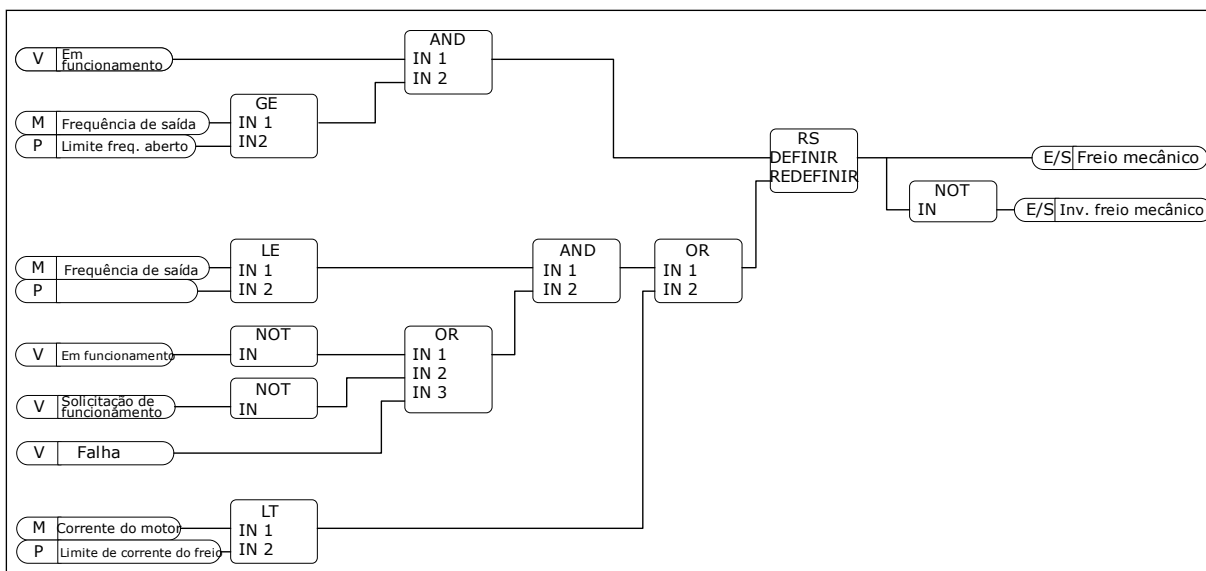 AND
V Em
funcionamento
IN 1
IN 2
GE
M Frequência de saída
IN 1
P Limite freq. aberto
IN2
RS
DEFINIR
REDEFINIR
E/S Freio mecânico
NOT
IN
E/S Inv. freio mecânico
LE
M Frequência de saída
IN 1
P
IN 2
AND
IN 1
IN 2
OR
IN 1
IN 2
NOT
V Em funcionamento
IN
OR
IN 1
IN 2
IN 3
NOT
V Solicitação de
funcionamento
IN
V Falha
LT
M Corrente do motor
IN 1
P Limite de corrente do freio
IN 2